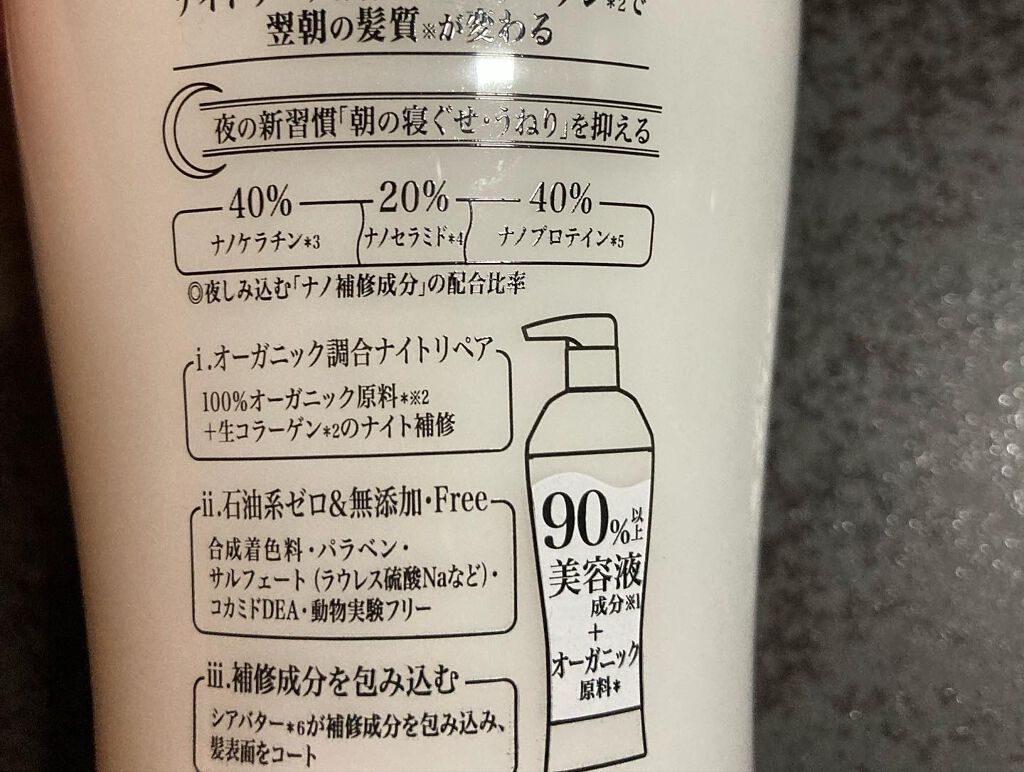 翌朝の髪質※が変わる
夜の新習慣「朝の寝ぐせ・うねり」を抑える
40% 20% 40%
ナノケラチン*3 ナノセラミド*4 ナノプロテイン*5
◎夜しみ込む「ナノ補修成分」の配合比率
i.オーガニック調合ナイトリペア
100%オーガニック原料*※2
+生コラーゲン*2のナイト補修
ii.石油系ゼロ&無添加・Free
合成着色料・パラベン・
サルフェート(ラウレス硫酸Naなど)・
コカミドDEA・動物実験フリー
iii.補修成分を包み込む
シアバター*6が補修成分を包み込み、
髪表面をコート
90%以上
美容液
成分※1
+
オーガニック
原料*